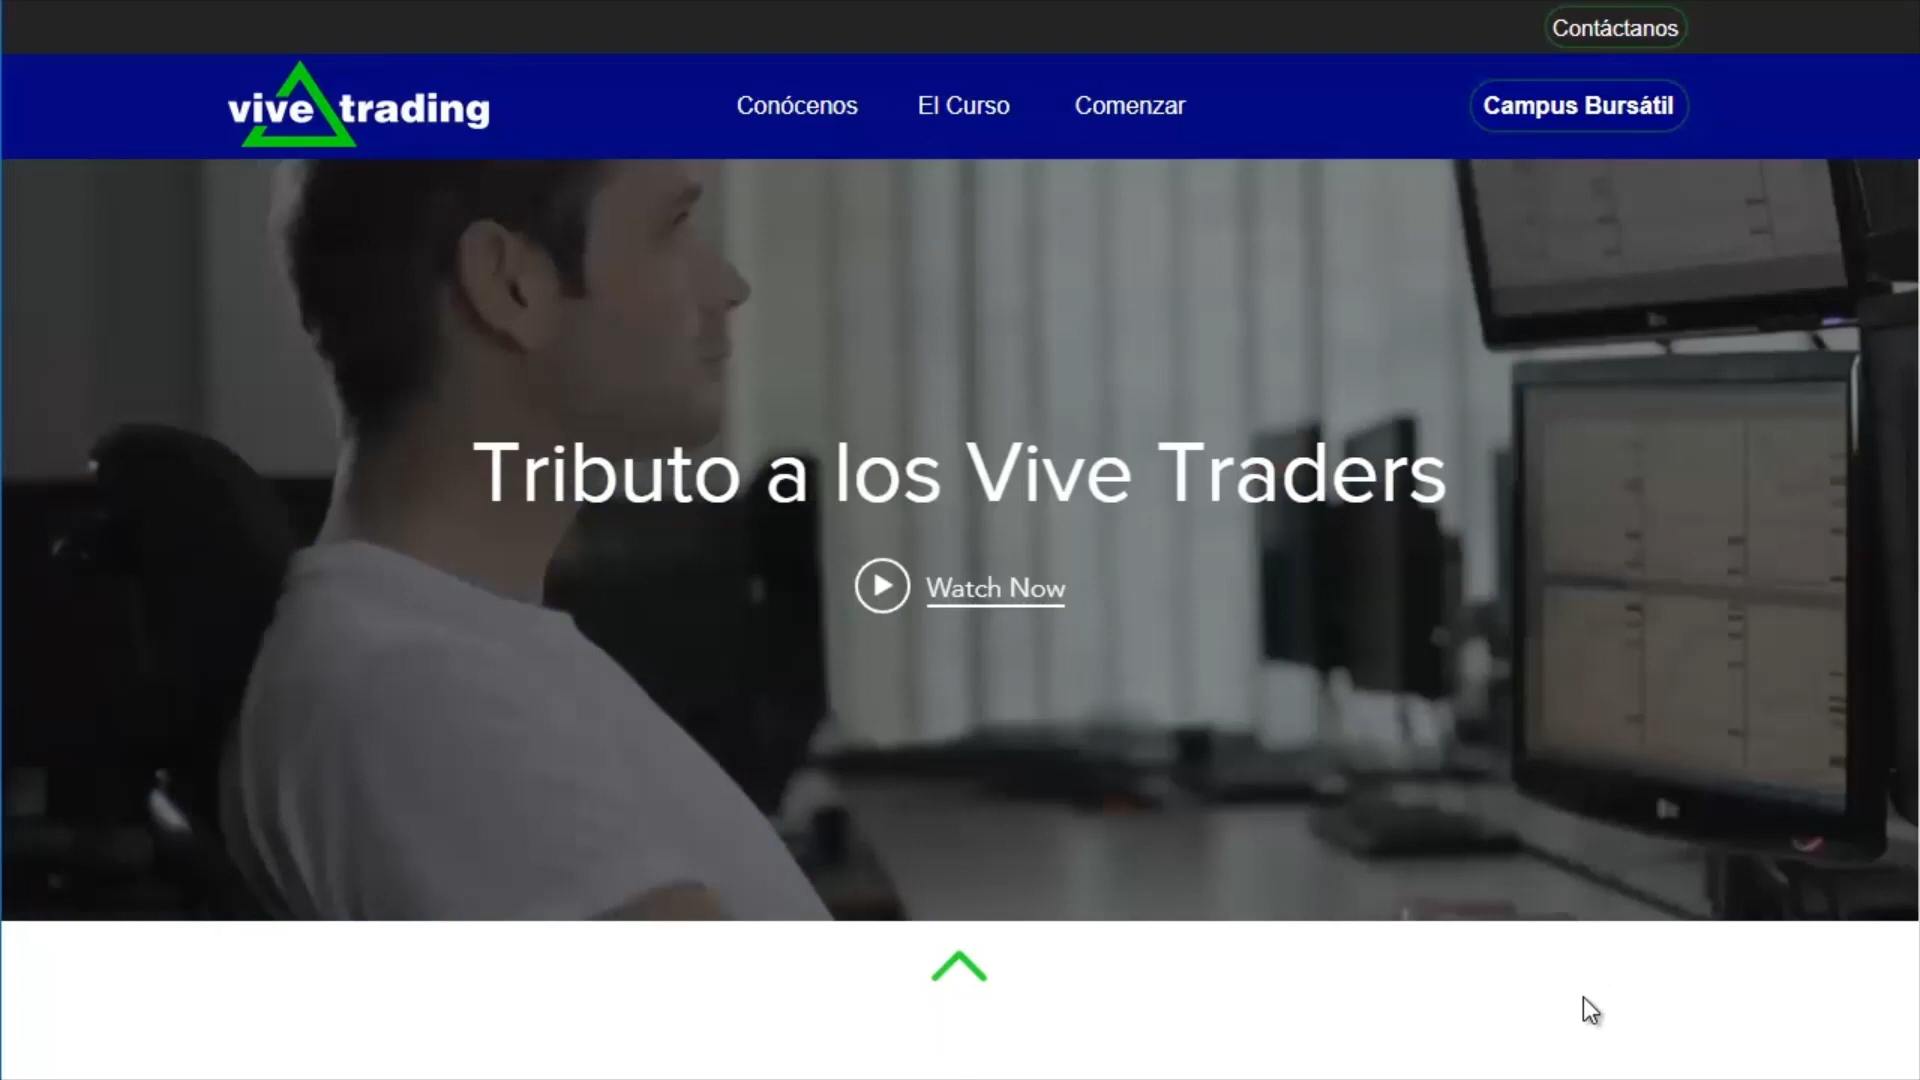 Contáctanos
vive trading
Conócenos
El Curso
Comenzar
Campus Bursátil
Tributo a los Vive Traders
Watch Now